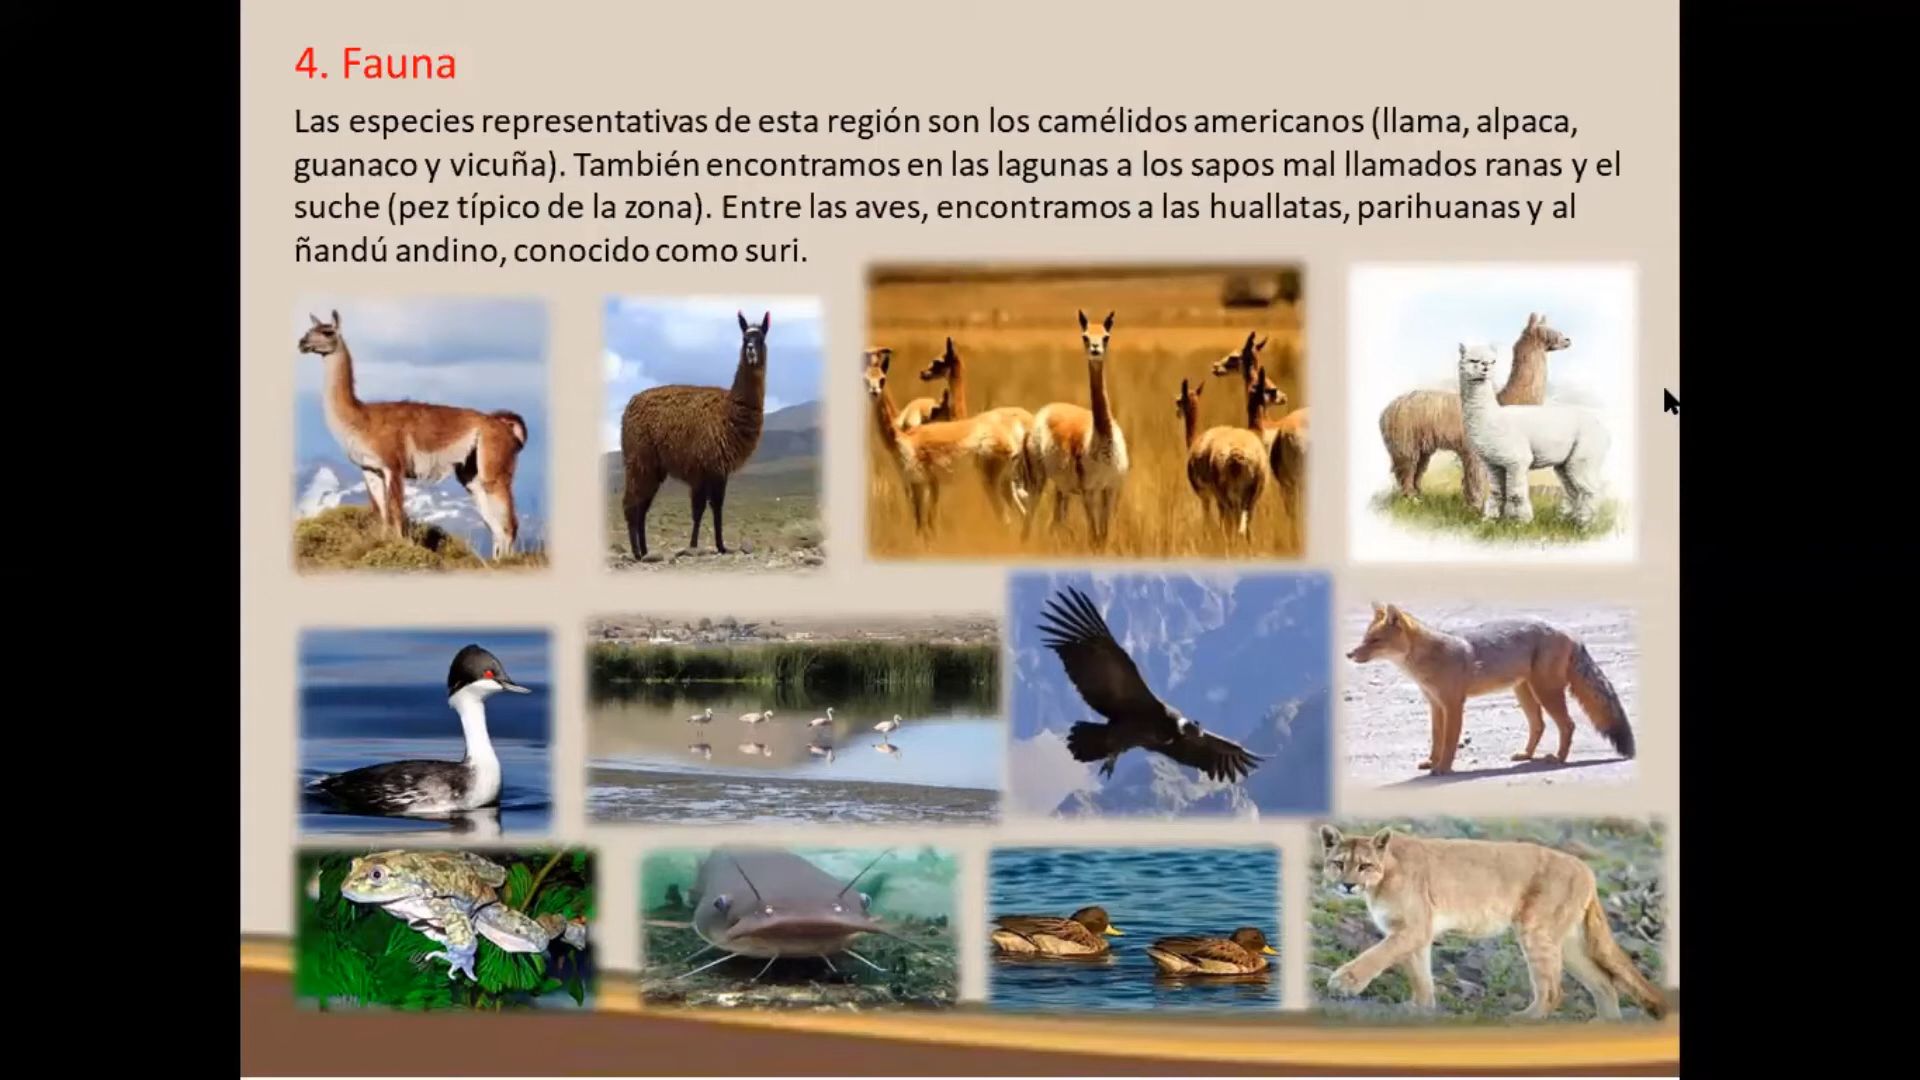 4. Fauna
Las especies representativas de esta región son los camélidos americanos (llama, alpaca,
guanaco y vicuña). También encontramos en las lagunas a los sapos mal llamados ranas y el
suche (pez típico de la zona). Entre las aves, encontramos a las huallatas, parihuanas y al
ñandú andino, conocido como suri.